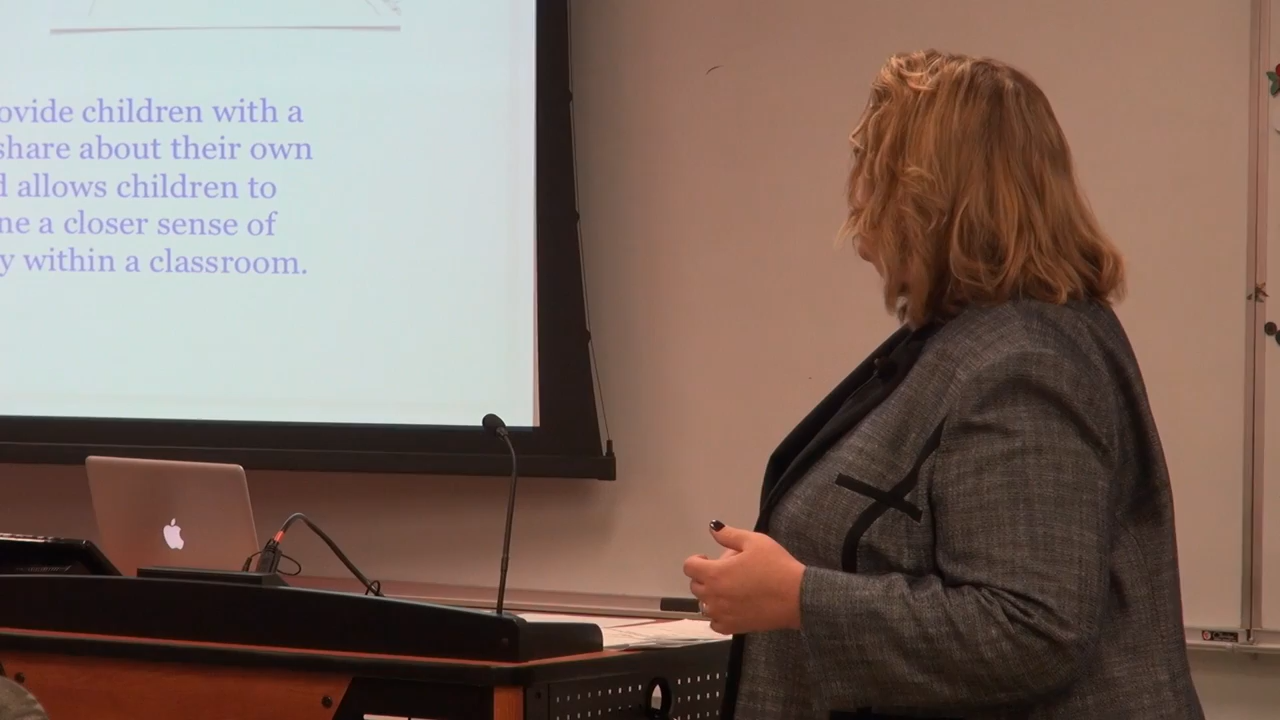 ovide children with a
share about their own
d allows children to
ne a closer sense of
y within a classroom.